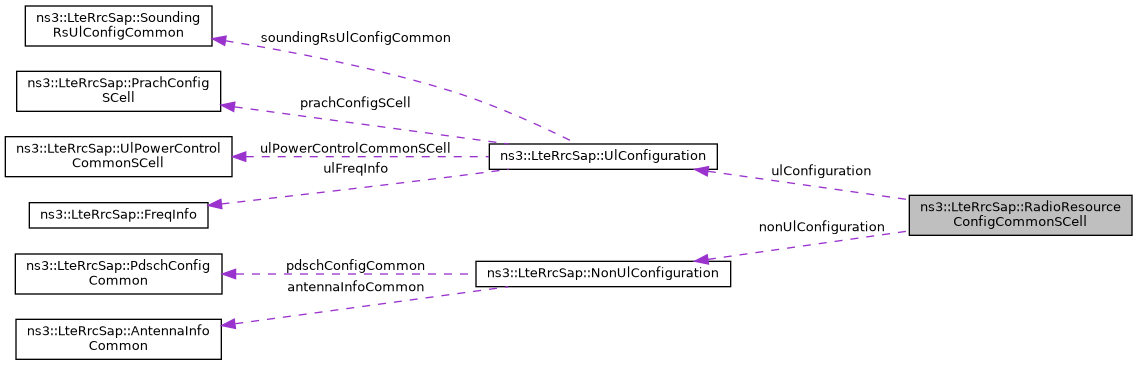 ns3::LteRrcSap::Sounding
RsUlConfigCommon
soundingRsUlConfigCommon
ns3::LteRrcSap::PrachConfig
SCell
prachConfigSCell
ns3::LteRrcSap::UlPowerControl
CommonSCell
ulPowerControlCommonSCell
ns3::LteRrcSap::UlConfiguration
ulFreqInfo
ulConfiguration
ns3::LteRrcSap::FreqInfo
ns3::LteRrcSap::RadioResource
ConfigCommonSCell
nonUlConfiguration
ns3::LteRrcSap::PdschConfig
Common
pdschConfigCommon
ns3::LteRrcSap::NonUlConfiguration
antennaInfoCommon
ns3::LteRrcSap::AntennaInfo
Common